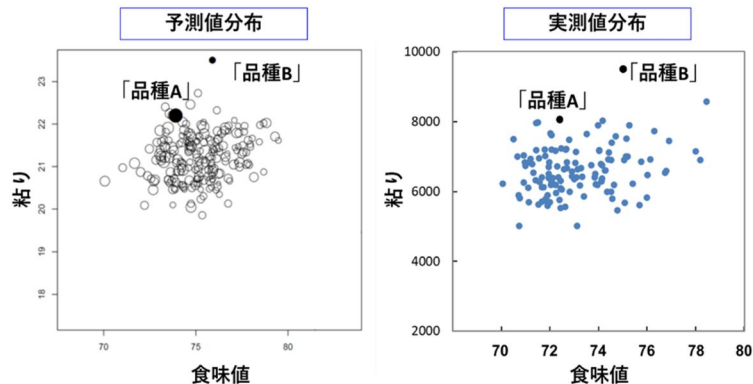 予測値分布
実測値分布
「品種B」
「品種A」
粘り
23
22
21
20
19
18
70
75
80
食味値
「品種B」
「品種A」
粘り
10000
8000
6000
4000
2000
70
72
74
76
78
80
食味値